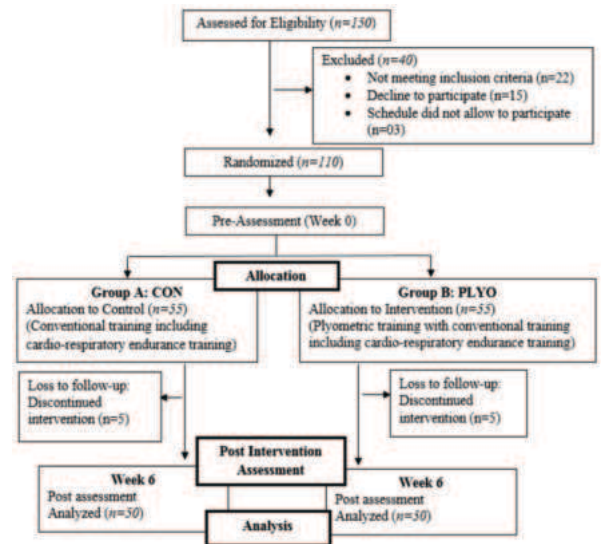 Assessed for Eligibility (n=150)
Excluded (n=40)
• Not meeting inclusion criteria (n=22)
• Decline to participate (n=15)
• Schedule did not allow to participate
(n=03)
Randomized (n=110)
Pre-Assessment (Week 0)
Allocation
Group A: CON
Allocation to Control (n=55)
(Conventional training including
cardio-respiratory endurance training)
Group B: PLYO
Allocation to Intervention (n=55)
(Plyometric training with conventional training
including cardio-respiratory endurance training)
Loss to follow-up:
Discontinued
intervention (n=5)
Loss to follow-up:
Discontinued
intervention (n=5)
Post Intervention
Assessment
Week 6
Post assessment
Analyzed (n=50)
Week 6
Post assessment
Analyzed (n=50)
Analysis